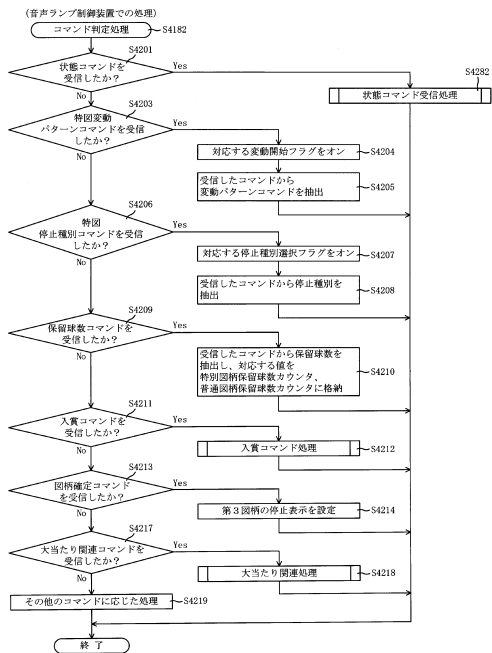 (音声ランプ制御装置での処理)
コマンド判定処理
S4182
S4201
状態コマンドを
受信したか？
Yes
No
S4282
状態コマンド受信処理
S4203
特図変動
パターンコマンドを受信
したか？
Yes
No
対応する変動開始フラグをオン
S4204
受信したコマンドから
変動パターンコマンドを抽出
S4205
S4206
特図
停止種別コマンドを受信
したか？
Yes
No
対応する停止種別選択フラグをオン
S4207
受信したコマンドから停止種別を
抽出
S4208
S4209
保留球数コマンドを
受信したか？
Yes
No
受信したコマンドから保留球数を
抽出し、対応する値を
特別図柄保留球数カウンタ、
普通図柄保留球数カウンタに格納
S4210
S4211
入賞コマンドを
受信したか？
Yes
No
入賞コマンド処理
S4212
S4213
図柄確定コマンド
を受信したか？
Yes
No
第３図柄の停止表示を設定
S4214
S4217
大当たり関連コマンドを
受信したか？
Yes
No
大当たり関連処理
S4218
その他のコマンドに応じた処理
S4219
終 了